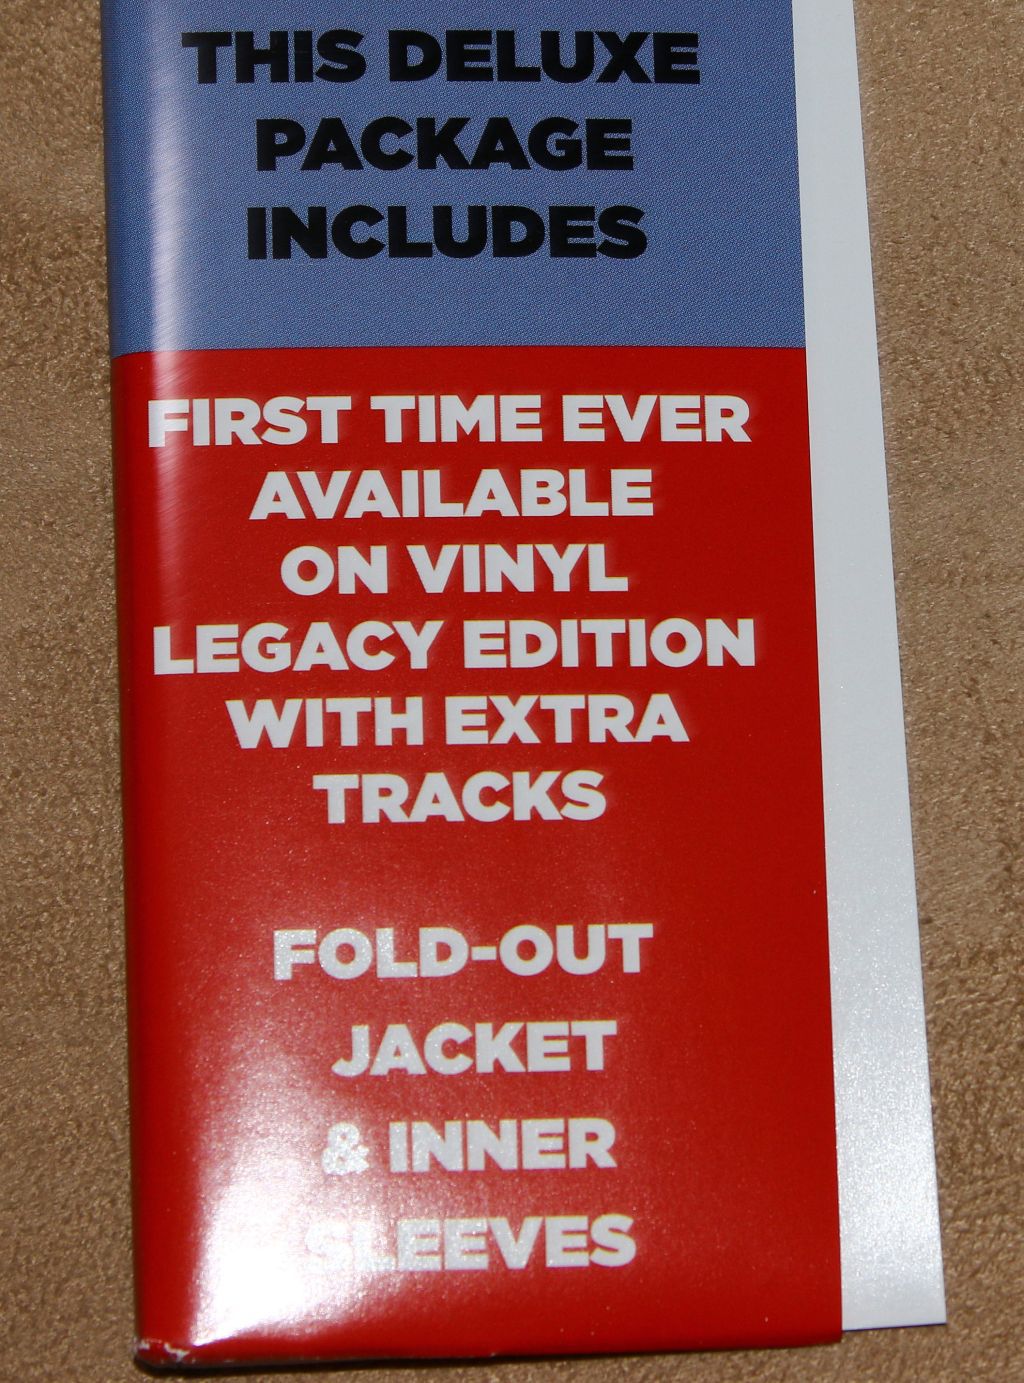 THIS DELUXE
PACKAGE
INCLUDES
FIRST TIME EVER
AVAILABLE
ON VINYL
LEGACY EDITION
WITH EXTRA
TRACKS
FOLD-OUT
JACKET
& INNER
SLEEVES